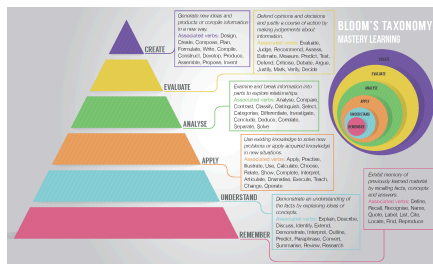 Generate new ideas and
products or compile information
in a new way.
Associated verbs: Design,
Create, Compose, Plan,
Formulate, Write, Compile,
Construct, Develop, Produce,
Assemble, Propose, Invent
CREATE
Defend opinions and decisions
and justify a course of action by
making judgements about
information.
Associated verbs: Evaluate,
Judge, Recommend, Assess,
Estimate, Measure, Predict, Test,
Defend, Criticise, Debate, Argue,
Justify, Mark, Verify, Decide
EVALUATE
BLOOM'S TAXONOMY
MASTERY LEARNING
CREATE
EVALUATE
ANALYSE
APPLY
UNDERSTAND
REMEMBER
Examine and break information into
parts to explore relationships.
Associated verbs: Analyse, Compare,
Contrast, Classify, Distinguish, Select,
Categorise, Differentiate, Investigate,
Conclude, Deduce, Correlate,
Separate, Solve
ANALYSE
Use existing knowledge to solve new
problems or apply acquired knowledge
in new situations.
Associated verbs: Apply, Practise,
Illustrate, Use, Calculate, Choose,
Relate, Show, Complete, Interpret,
Articulate, Dramatise, Execute, Teach,
Change, Operate
APPLY
Demonstrate an understanding of
the facts by explaining ideas or
concepts.
Associated verbs: Explain, Describe,
Discuss, Identify, Extend,
Demonstrate, Interpret, Outline,
Predict, Paraphrase, Convert,
Summarise, Review, Research
UNDERSTAND
Exhibit memory of
previously learned material
by recalling facts, concepts
and answers.
Associated verbs: Define,
Recall, Recognise, Name,
Quote, Label, List, Cite,
Locate, Find, Reproduce
REMEMBER